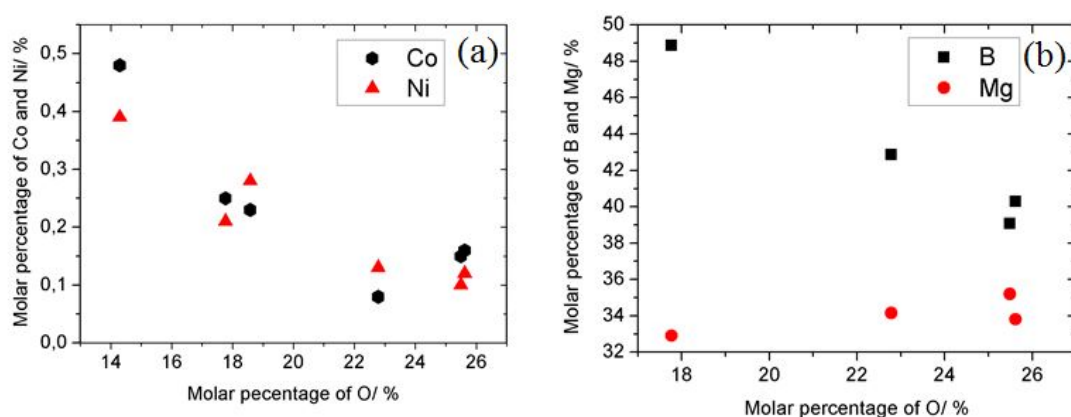 Molar percentage of Co and Ni/ %
0,5
0,4
0,3
0,2
0,1
0,0
Co
Ni
(a)
14 16 18 20 22 24 26
Molar pecentage of O/ %
Molar percentage of B and Mg/ %
50
48
46
44
42
40
38
36
34
32
B
Mg
(b)
18 20 22 24 26
Molar percentage of O/ %